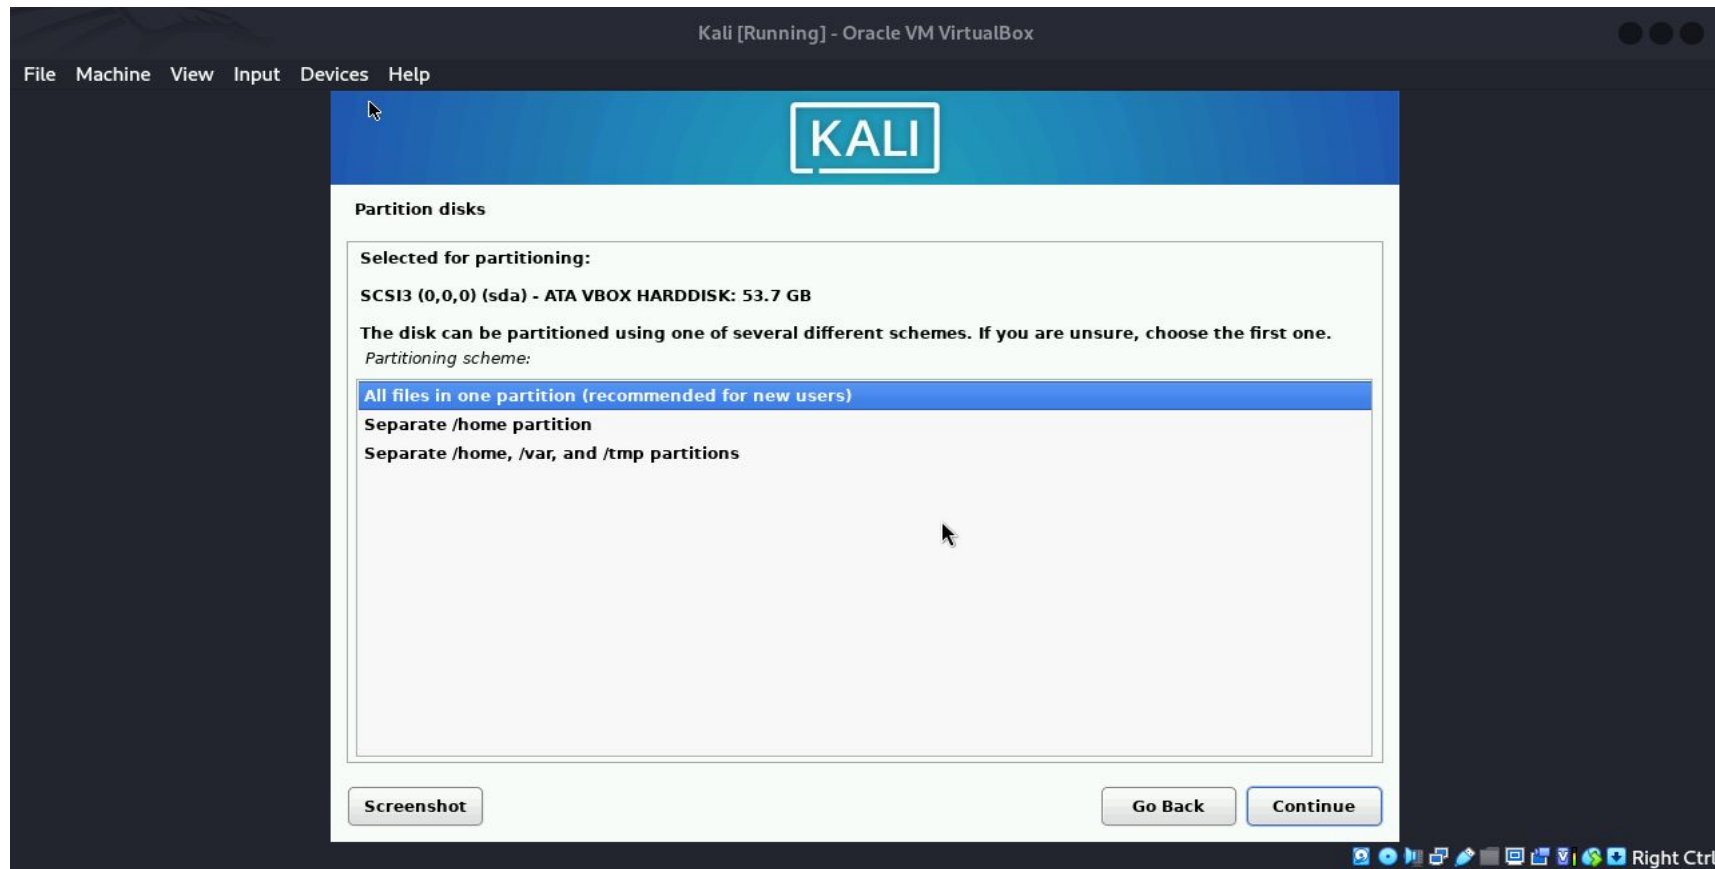 Kali [Running] - Oracle VM VirtualBox
File Machine View Input Devices Help
KALI
Partition disks
Selected for partitioning:
SCSI3 (0,0,0) (sda) - ATA VBOX HARDDISK: 53.7 GB
The disk can be partitioned using one of several different schemes. If you are unsure, choose the first one.
Partitioning scheme:
All files in one partition (recommended for new users)
Separate /home partition
Separate /home, /var, and /tmp partitions
Screenshot
Go Back
Continue
Right Ctrl